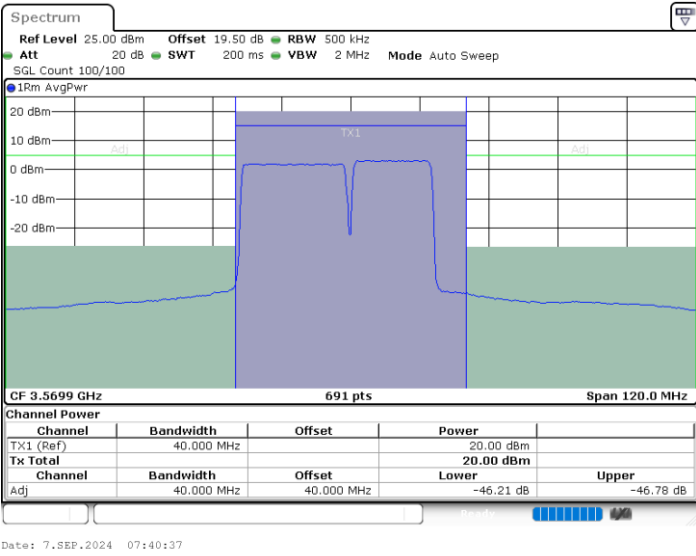 Spectrum
Ref Level 25.00 dBm Offset 19.50 dB RBW 500 kHz
Att 20 dB SWT 200 ms VBW 2 MHz Mode Auto Sweep
SGL Count 100/100
1Rm AvgPwr
20 dBm
TX1
10 dBm
Adj Adj
0 dBm
-10 dBm
-20 dBm
CF 3.5699 GHz 691 pts Span 120.0 MHz
Channel Power
Channel Bandwidth Offset Power
TX1 (Ref) 40.000 MHz 20.00 dBm
Tx Total 20.00 dBm
Channel Bandwidth Offset Lower Upper
Adj 40.000 MHz 40.000 MHz -46.21 dB -46.78 dB
Ready
Date: 7.SEP.2024 07:40:37